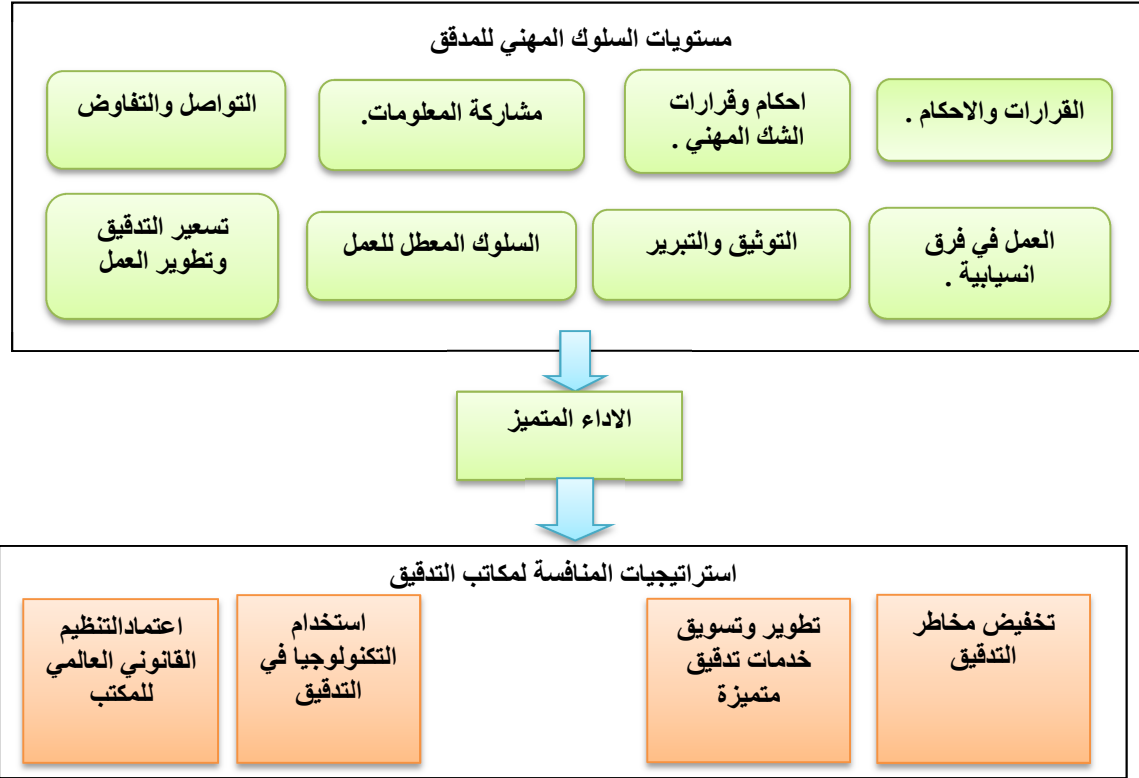 مستويات السلوك المهني للمدقق
القرارات والاحكام .
احكام وقرارات
الشك المهني .
مشاركة المعلومات.
التواصل والتفاوض
العمل في فرق
انسيابية .
التوثيق والتبرير
السلوك المعطل للعمل
تسعير التدقيق
وتطوير العمل
الاداء المتميز
استراتيجيات المنافسة لمكاتب التدقيق
تخفيض مخاطر
التدقيق
تطوير وتسويق
خدمات تدقيق
متميزة
استخدام
التكنولوجيا في
التدقيق
اعتمادالتنظيم
القانوني العالمي
للمكتب